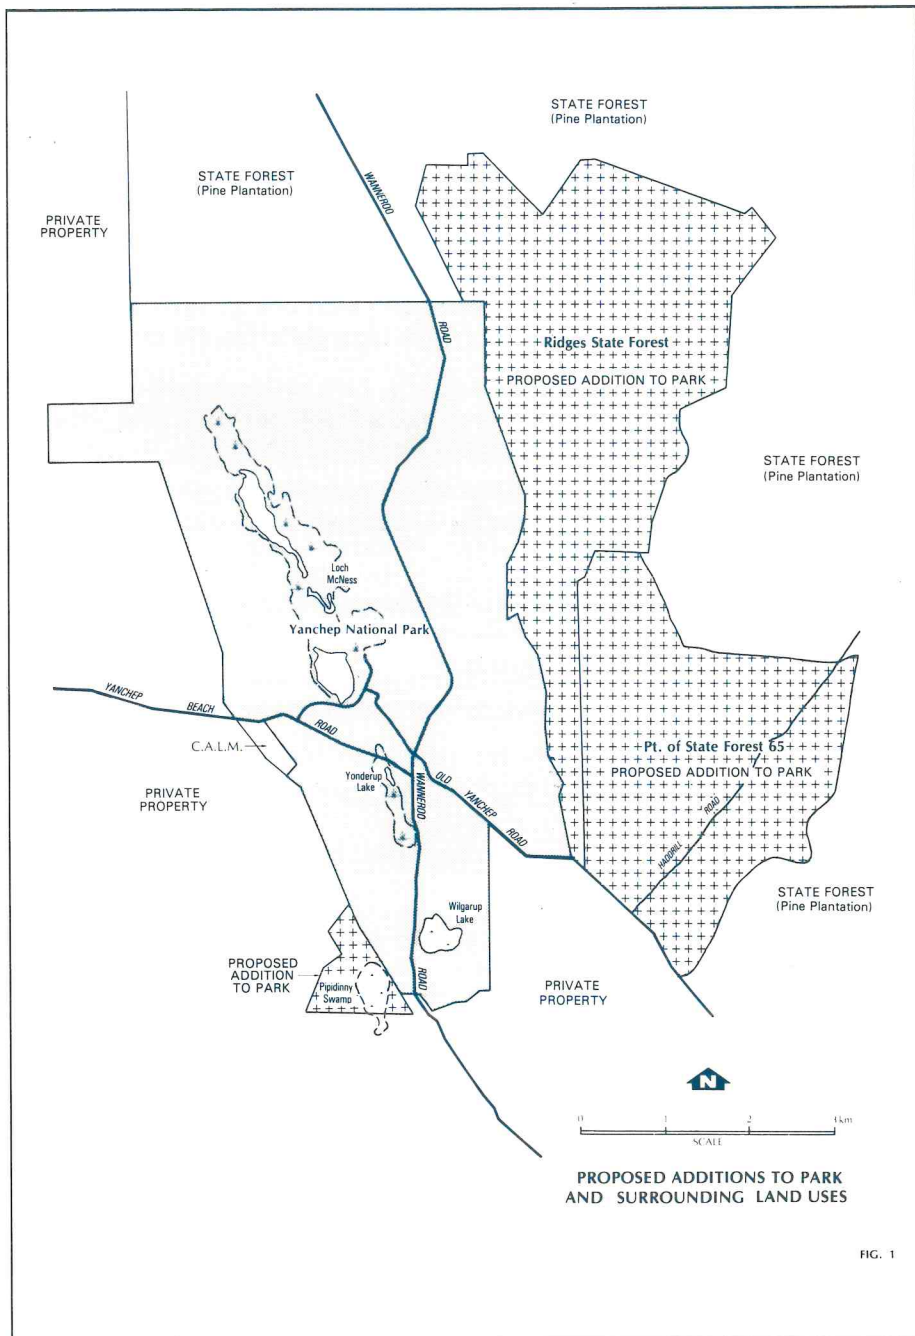 STATE FOREST
(Pine Plantation)
STATE FOREST
(Pine Plantation)
WANNEROO
PRIVATE
PROPERTY
ROAD
Ridges State Forest
PROPOSED ADDITION TO PARK
STATE FOREST
(Pine Plantation)
Loch
McNess
Yanchep National Park
YANCHEP
BEACH
ROAD
C.A.L.M.
Pt. of State Forest 65
PROPOSED ADDITION TO PARK
Yonderup
Lake
WANNEROO
OLD
YANCHEP
ROAD
PRIVATE
PROPERTY
HADDRILL
ROAD
STATE FOREST
(Pine Plantation)
Wilgarup
Lake
PROPOSED
ADDITION
TO PARK
Pipidinny
Swamp
ROAD
PRIVATE
PROPERTY
N
0 1 2 3km
SCALE
PROPOSED ADDITIONS TO PARK
AND SURROUNDING LAND USES
FIG. 1